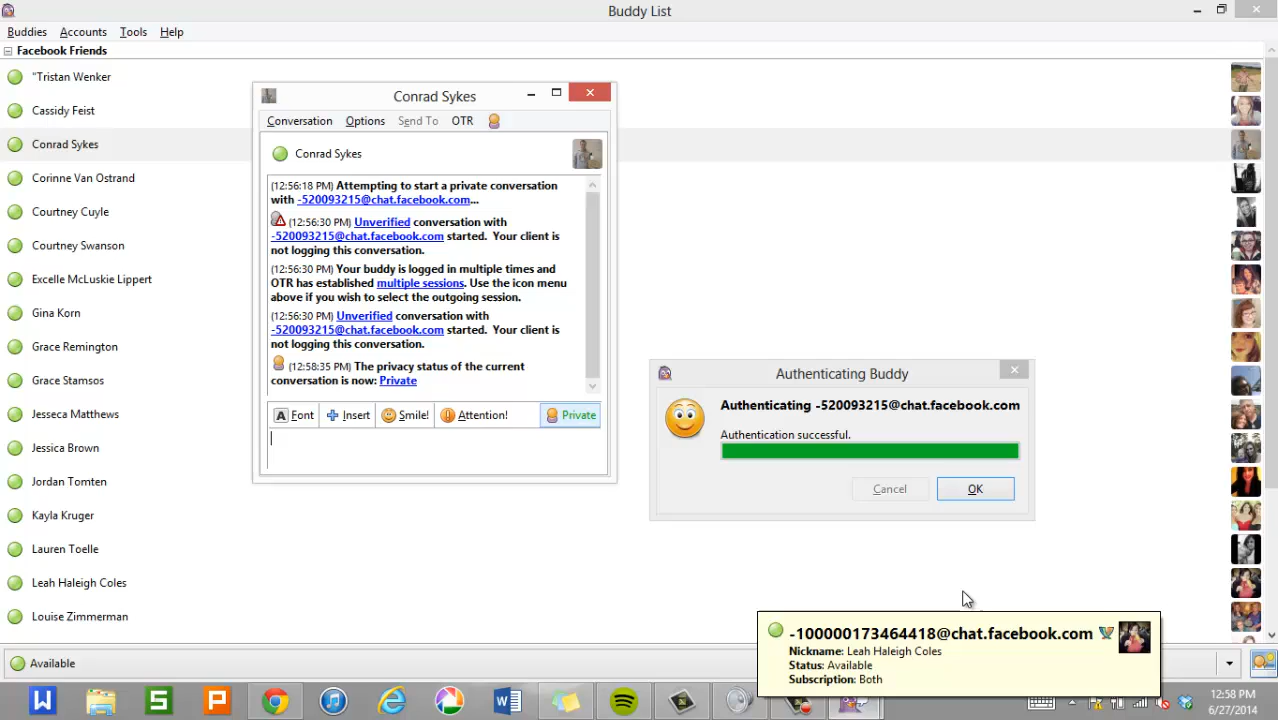 Buddy List
Buddies Accounts Tools Help
Facebook Friends
"Tristan Wenker
Cassidy Feist
Conrad Sykes
Corinne Van Ostrand
Courtney Cuyle
Courtney Swanson
Excelle McLuskie Lippert
Gina Korn
Grace Remington
Grace Stamsos
Jesseca Matthews
Jessica Brown
Jordan Tomten
Kayla Kruger
Lauren Toelle
Leah Haleigh Coles
Louise Zimmerman
Available
Conrad Sykes
Conversation Options Send To OTR
Conrad Sykes
(12:56:18 PM) Attempting to start a private conversation
with -520093215@chat.facebook.com...
(12:56:30 PM) Unverified conversation with
-520093215@chat.facebook.com started. Your client is
not logging this conversation.
(12:56:30 PM) Your buddy is logged in multiple times and
OTR has established multiple sessions. Use the icon menu
above if you wish to select the outgoing session.
(12:56:30 PM) Unverified conversation with
-520093215@chat.facebook.com started. Your client is
not logging this conversation.
(12:58:35 PM) The privacy status of the current
conversation is now: Private
A Font Insert Smile! Attention! Private
Authenticating Buddy
Authenticating -520093215@chat.facebook.com
Authentication successful.
Cancel OK
-100000173464418@chat.facebook.com
Nickname: Leah Haleigh Coles
Status: Available
Subscription: Both
W S P W
12:58 PM
6/27/2014